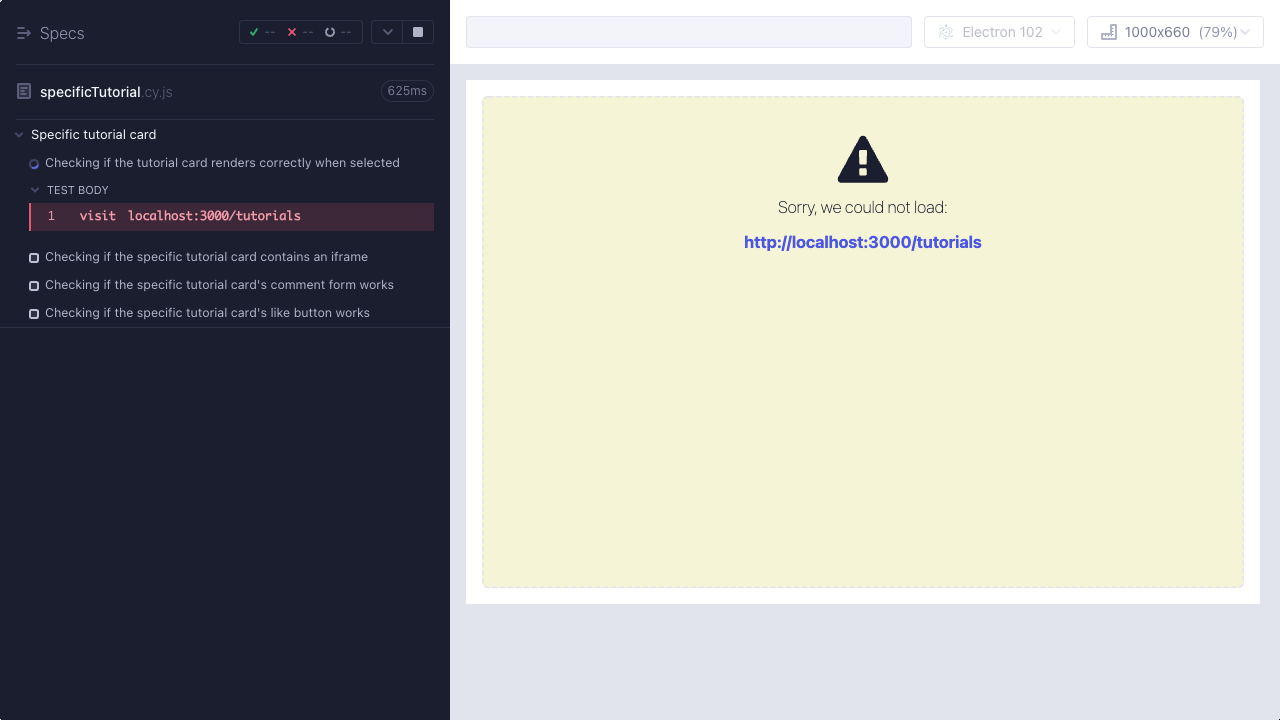 Specs
-- -- --
specificTutorial.cy.js
625ms
Specific tutorial card
Checking if the tutorial card renders correctly when selected
TEST BODY
1 visit localhost:3000/tutorials
Checking if the specific tutorial card contains an iframe
Checking if the specific tutorial card's comment form works
Checking if the specific tutorial card's like button works
Electron 102
1000x660 (79%)
Sorry, we could not load:
http://localhost:3000/tutorials